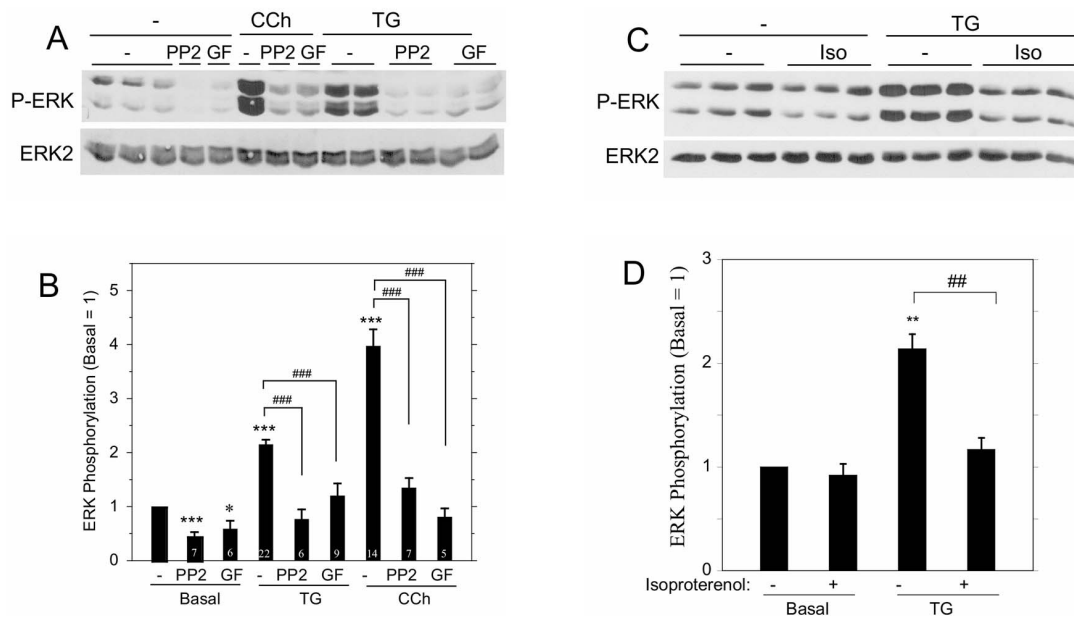 A
- CCh TG
- PP2 GF - PP2 GF - PP2 GF
P-ERK
ERK2
C
- TG
- Iso - Iso
P-ERK
ERK2
B
ERK Phosphorylation (Basal = 1)
5
4
3
2
1
0
***
*
***
###
###
***
###
###
7
6
22
6
9
14
7
5
- PP2 GF - PP2 GF - PP2 GF
Basal TG CCh
D
ERK Phosphorylation (Basal = 1)
3
2
1
0
**
##
Isoproterenol: - + - +
Basal TG